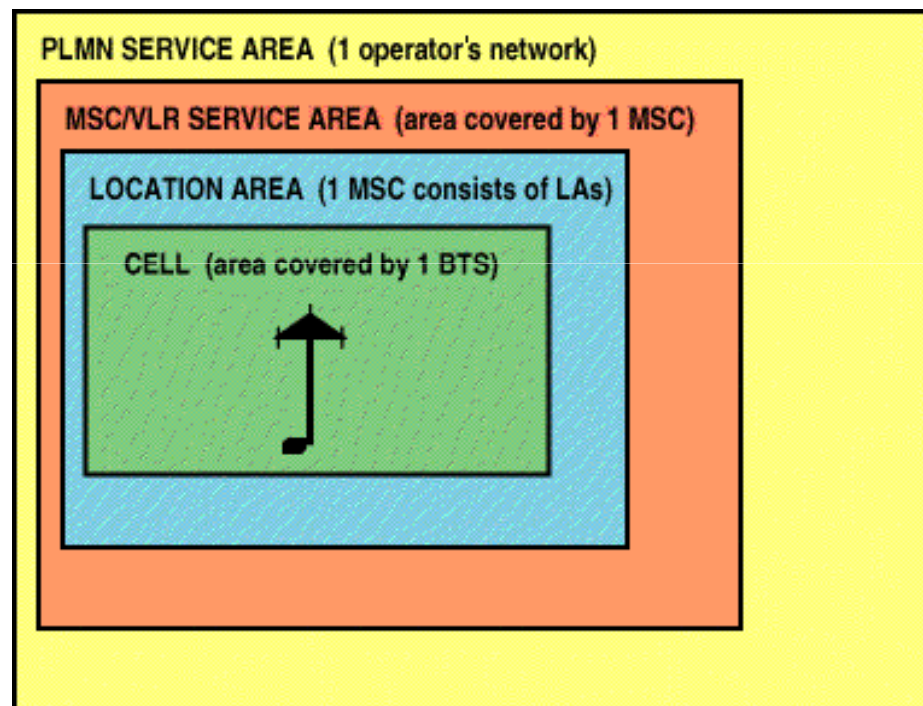 PLMN SERVICE AREA (1 operator's network)
MSC/VLR SERVICE AREA (area covered by 1 MSC)
LOCATION AREA (1 MSC consists of LAs)
CELL (area covered by 1 BTS)